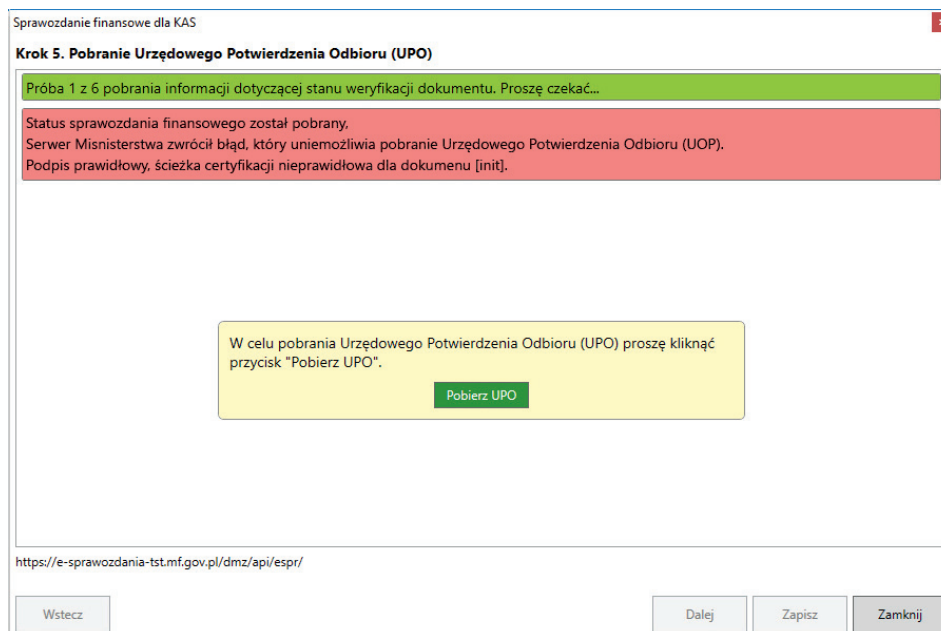 Sprawozdanie finansowe dla KAS
Krok 5. Pobranie Urzędowego Potwierdzenia Odbioru (UPO)
Próba 1 z 6 pobrania informacji dotyczącej stanu weryfikacji dokumentu. Proszę czekać...
Status sprawozdania finansowego został pobrany,
Serwer Misnisterstwa zwrócił błąd, który uniemożliwia pobranie Urzędowego Potwierdzenia Odbioru (UOP).
Podpis prawidłowy, ścieżka certyfikacji nieprawidłowa dla dokumentu [init].
W celu pobrania Urzędowego Potwierdzenia Odbioru (UPO) proszę kliknąć
przycisk "Pobierz UPO".
Pobierz UPO
https://e-sprawozdania-tst.mf.gov.pl/dmz/api/espr/
Wstecz
Dalej
Zapisz
Zamknij